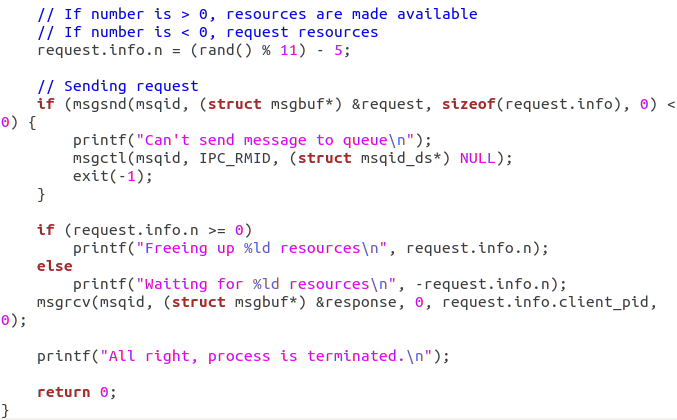 // If number is > 0, resources are made available
// If number is < 0, request resources
request.info.n = (rand() % 11) - 5;
// Sending request
if (msgsnd(msqid, (struct msgbuf*) &request, sizeof(request.info), 0) <
0) {
printf("Can't send message to queue\n");
msgctl(msqid, IPC_RMID, (struct msqid_ds*) NULL);
exit(-1);
}
if (request.info.n >= 0)
printf("Freeing up %ld resources\n", request.info.n);
else
printf("Waiting for %ld resources\n", -request.info.n);
msgrcv(msqid, (struct msgbuf*) &response, 0, request.info.client_pid,
0);
printf("All right, process is terminated.\n");
return 0;
}